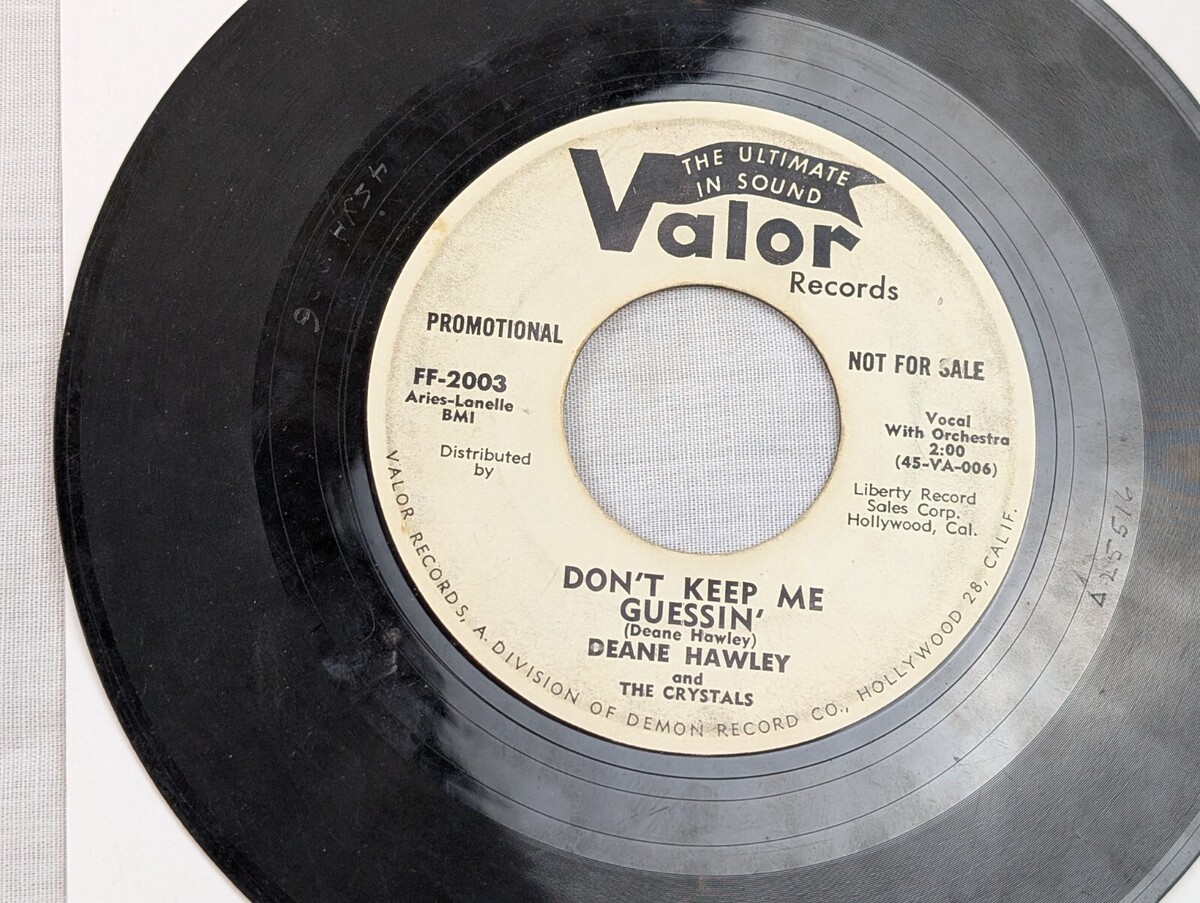 THE ULTIMATE
IN SOUND
Valor
Records
PROMOTIONAL
NOT FOR SALE
FF-2003
Aries-Lanelle
BMI
Distributed
by
Vocal
With Orchestra
2:00
(45-VA-006)
Liberty Record
Sales Corp.
Hollywood, Cal.
DON'T KEEP ME
GUESSIN'
(Deane Hawley)
DEANE HAWLEY
and
THE CRYSTALS
VALOR RECORDS, A. DIVISION OF DEMON RECORD CO., HOLLYWOOD 28, CALIF.
Δ25516